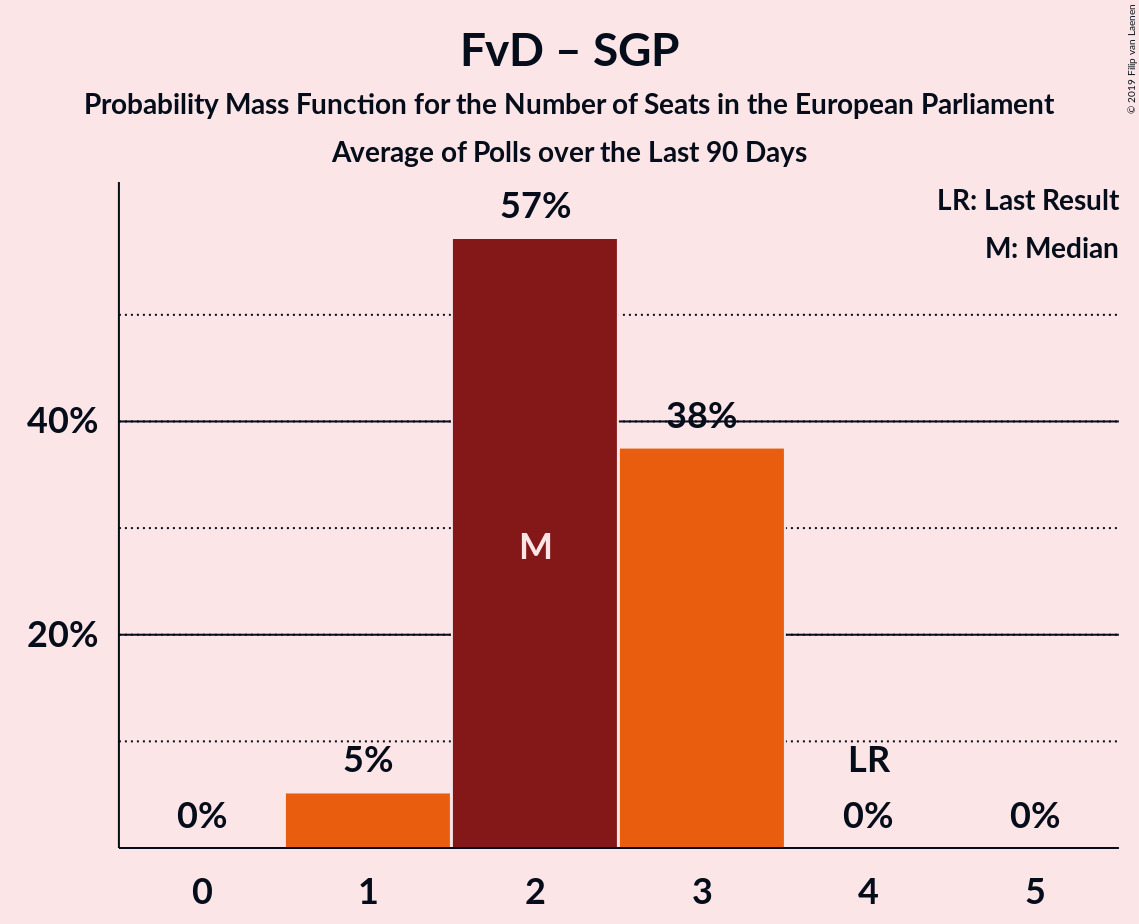 FvD – SGP
Probability Mass Function for the Number of Seats in the European Parliament
Average of Polls over the Last 90 Days
© 2019 Filip van Laenen
LR: Last Result
M: Median
57%
40%
38%
M
20%
5%
LR
0%
0%
0%
0
1
2
3
4
5